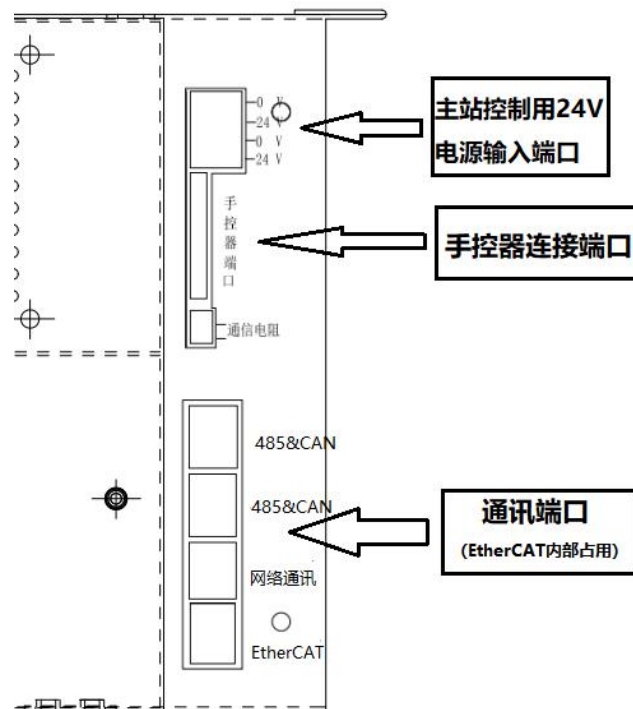 0 V
24 V
0 V
24 V
主站控制用24V
电源输入端口
手控器端口
手控器连接端口
通信电阻
485&CAN
485&CAN
通讯端口
(EtherCAT内部占用)
网络通讯
EtherCAT